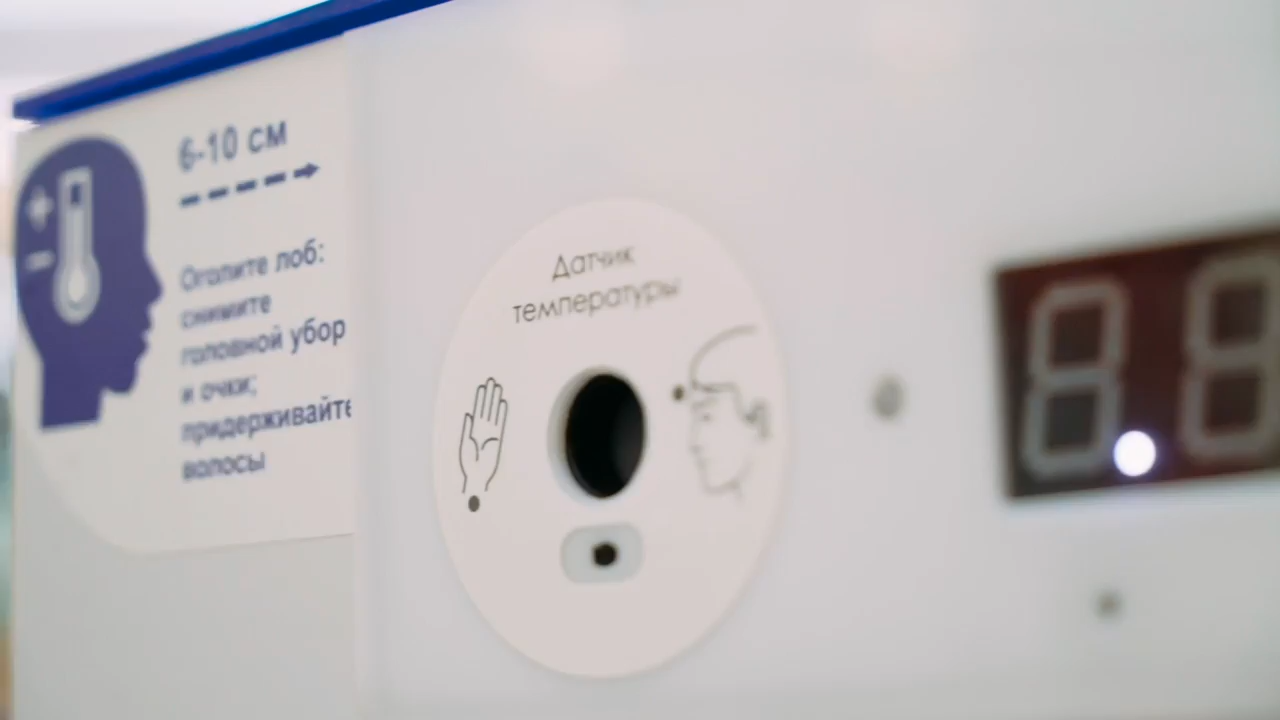 6-10 см
Оголите лоб:
снимите
головной убор
и очки;
придерживайте
волосы
Датчик
температуры